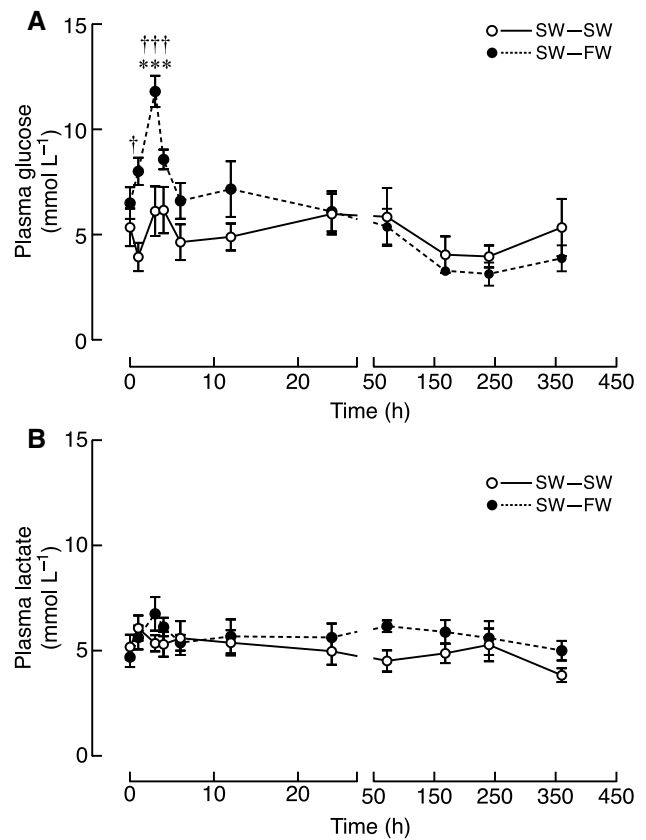 A
15
SW—SW
SW—FW
†††
***
†
10
5
0
Plasma glucose
(mmol L⁻¹)
0 10 20 50 150 250 350 450
Time (h)
B
15
SW—SW
SW—FW
10
5
0
Plasma lactate
(mmol L⁻¹)
0 10 20 50 150 250 350 450
Time (h)